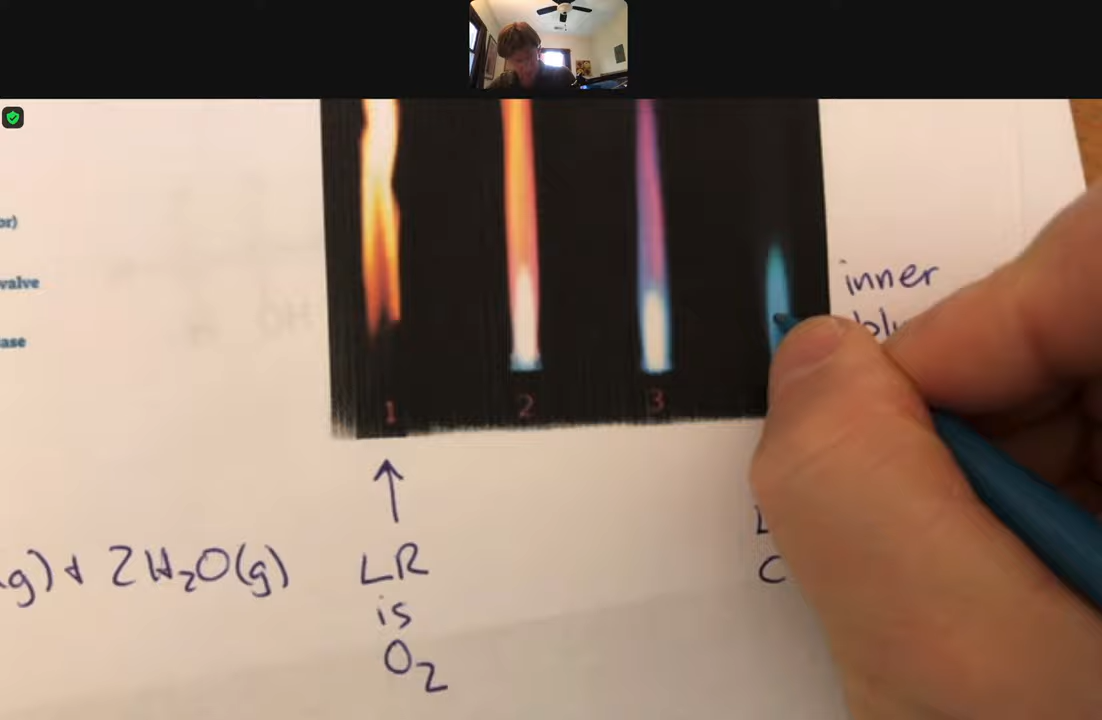 or)
valve
ase
1
2
3
inner
g) + 2H₂O(g)
LR
is
O₂
C